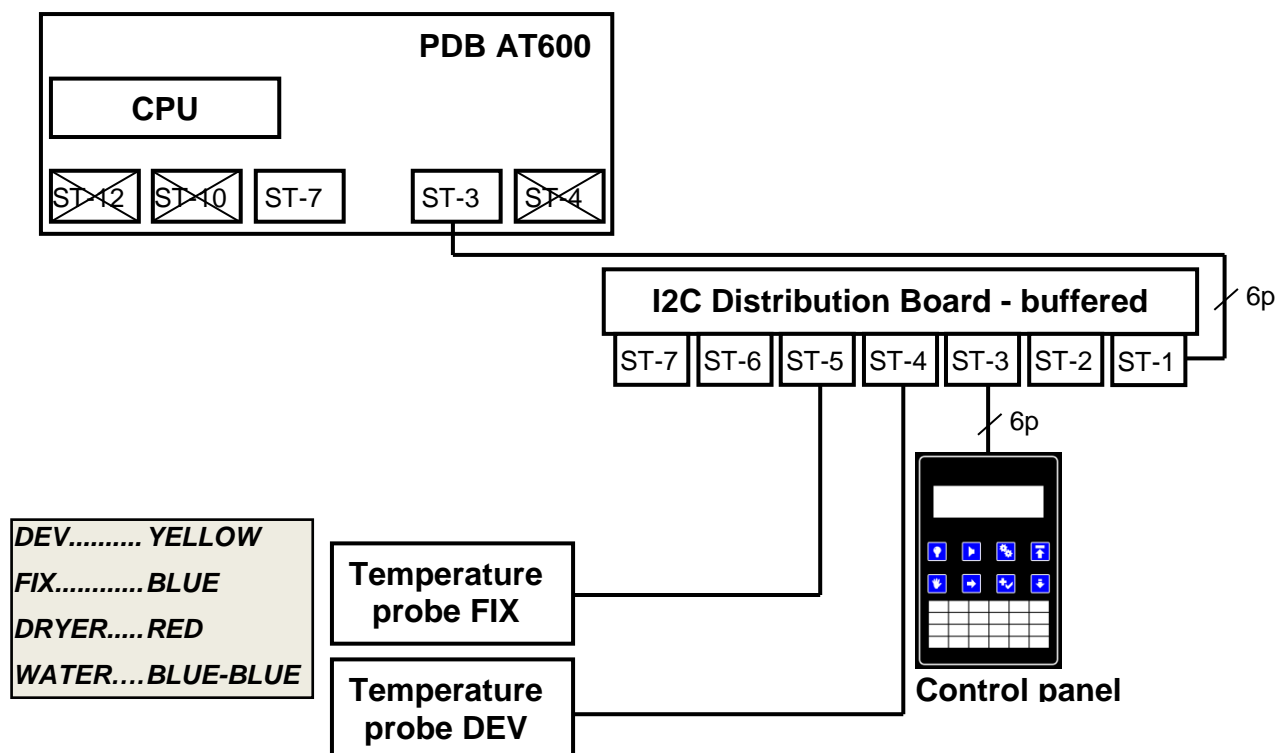 PDB AT600
CPU
ST-12 ST-10 ST-7 ST-3 ST-4
I2C Distribution Board - buffered
6p
ST-7 ST-6 ST-5 ST-4 ST-3 ST-2 ST-1
6p
DEV.......... YELLOW
FIX............BLUE
DRYER.....RED
WATER....BLUE-BLUE
Temperature
probe FIX
Temperature
probe DEV
Control panel